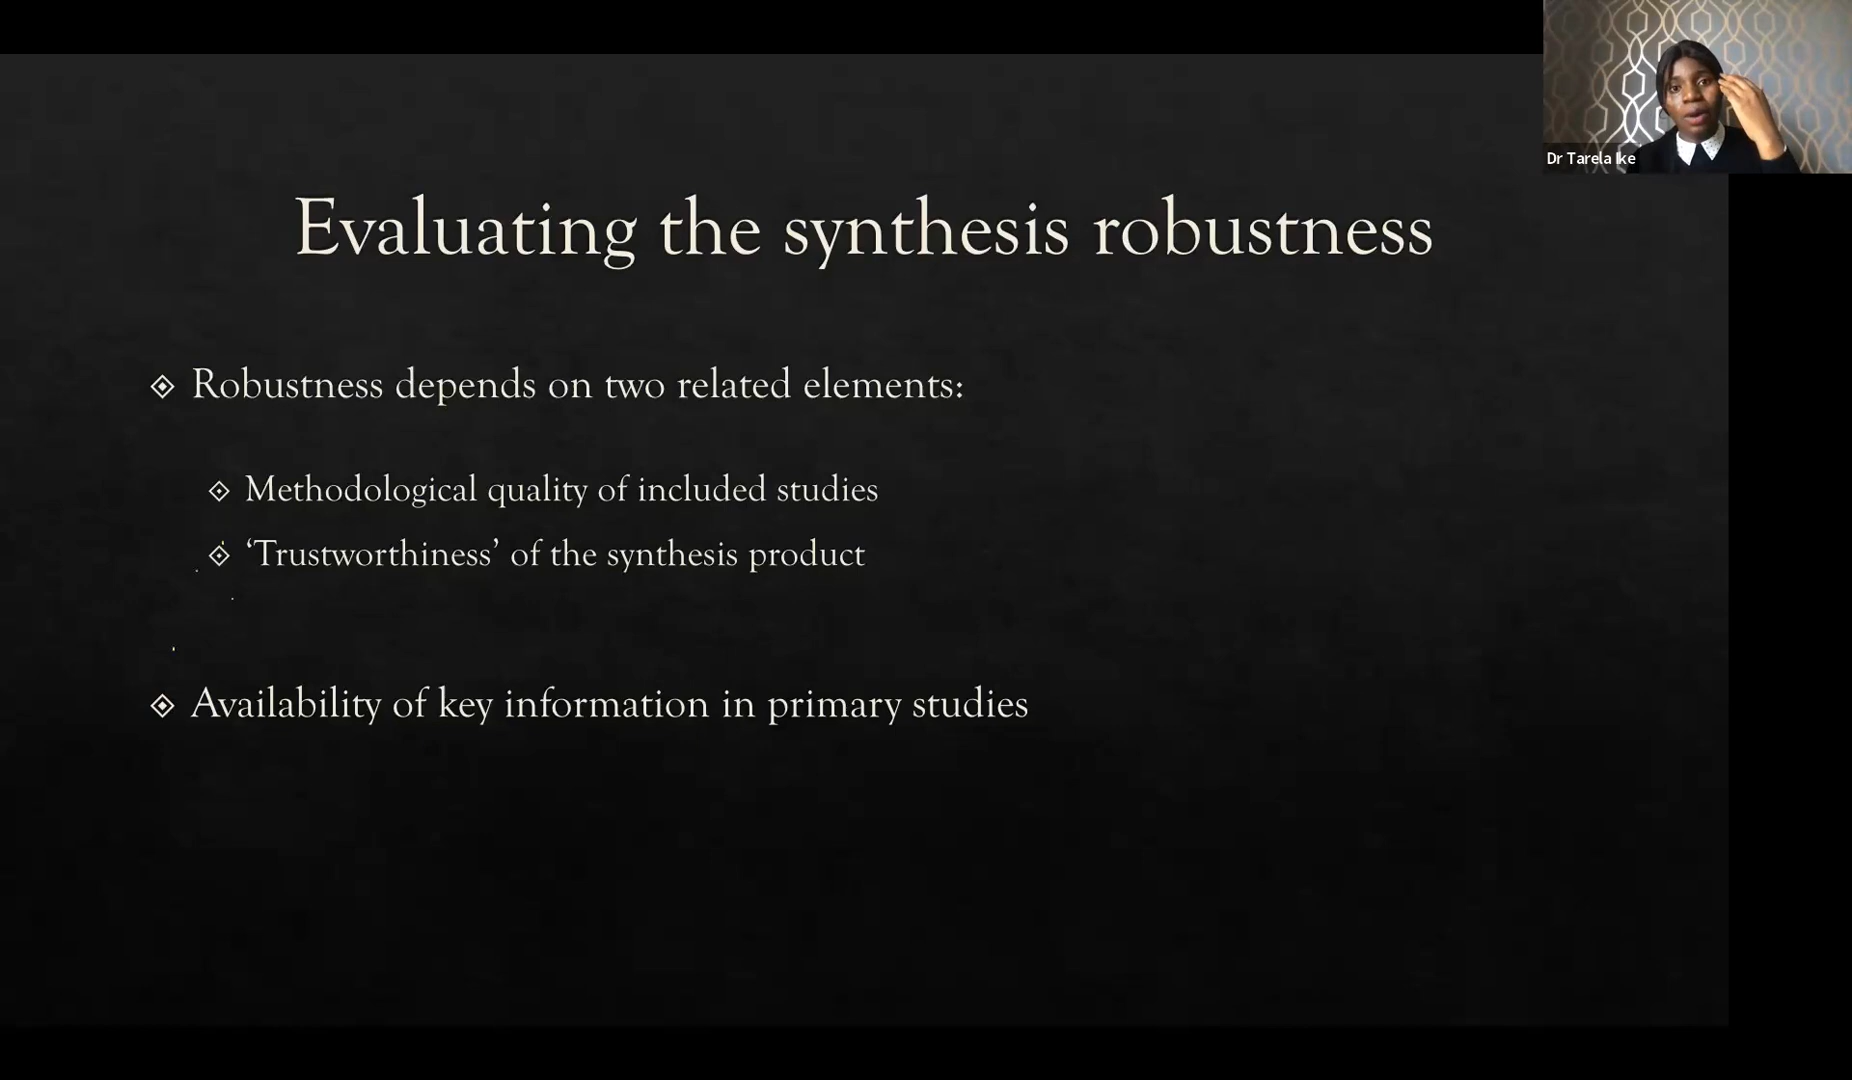 Dr Tarela Ike
Evaluating the synthesis robustness
Robustness depends on two related elements:
Methodological quality of included studies
‘Trustworthiness’ of the synthesis product
Availability of key information in primary studies